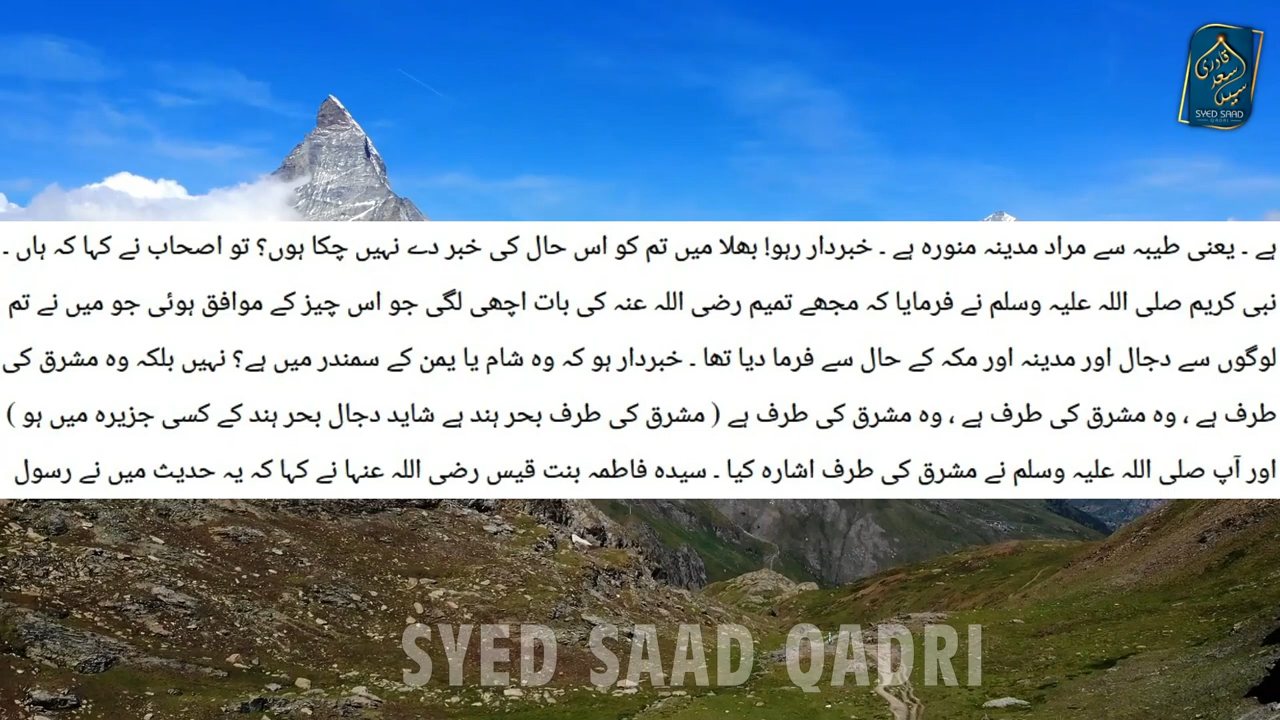 قادری
سعد
سید
SYED SAAD
QADRI
ہے ۔ یعنی طیبہ سے مراد مدینہ منورہ ہے ۔ خبردار رہو! بھلا میں تم کو اس حال کی خبر دے نہیں چکا ہوں؟ تو اصحاب نے کہا کہ ہاں ۔
نبی کریم صلی اللہ علیہ وسلم نے فرمایا کہ مجھے تمیم رضی اللہ عنہ کی بات اچھی لگی جو اس چیز کے موافق ہوئی جو میں نے تم
لوگوں سے دجال اور مدینہ اور مکہ کے حال سے فرما دیا تھا ۔ خبردار ہو کہ وہ شام یا یمن کے سمندر میں ہے؟ نہیں بلکہ وہ مشرق کی
طرف ہے ، وہ مشرق کی طرف ہے ، وہ مشرق کی طرف ہے ( مشرق کی طرف بحر ہند ہے شاید دجال بحر ہند کے کسی جزیرہ میں ہو )
اور آپ صلی اللہ علیہ وسلم نے مشرق کی طرف اشارہ کیا ۔ سیدہ فاطمہ بنت قیس رضی اللہ عنہا نے کہا کہ یہ حدیث میں نے رسول
SYED SAAD QADRI